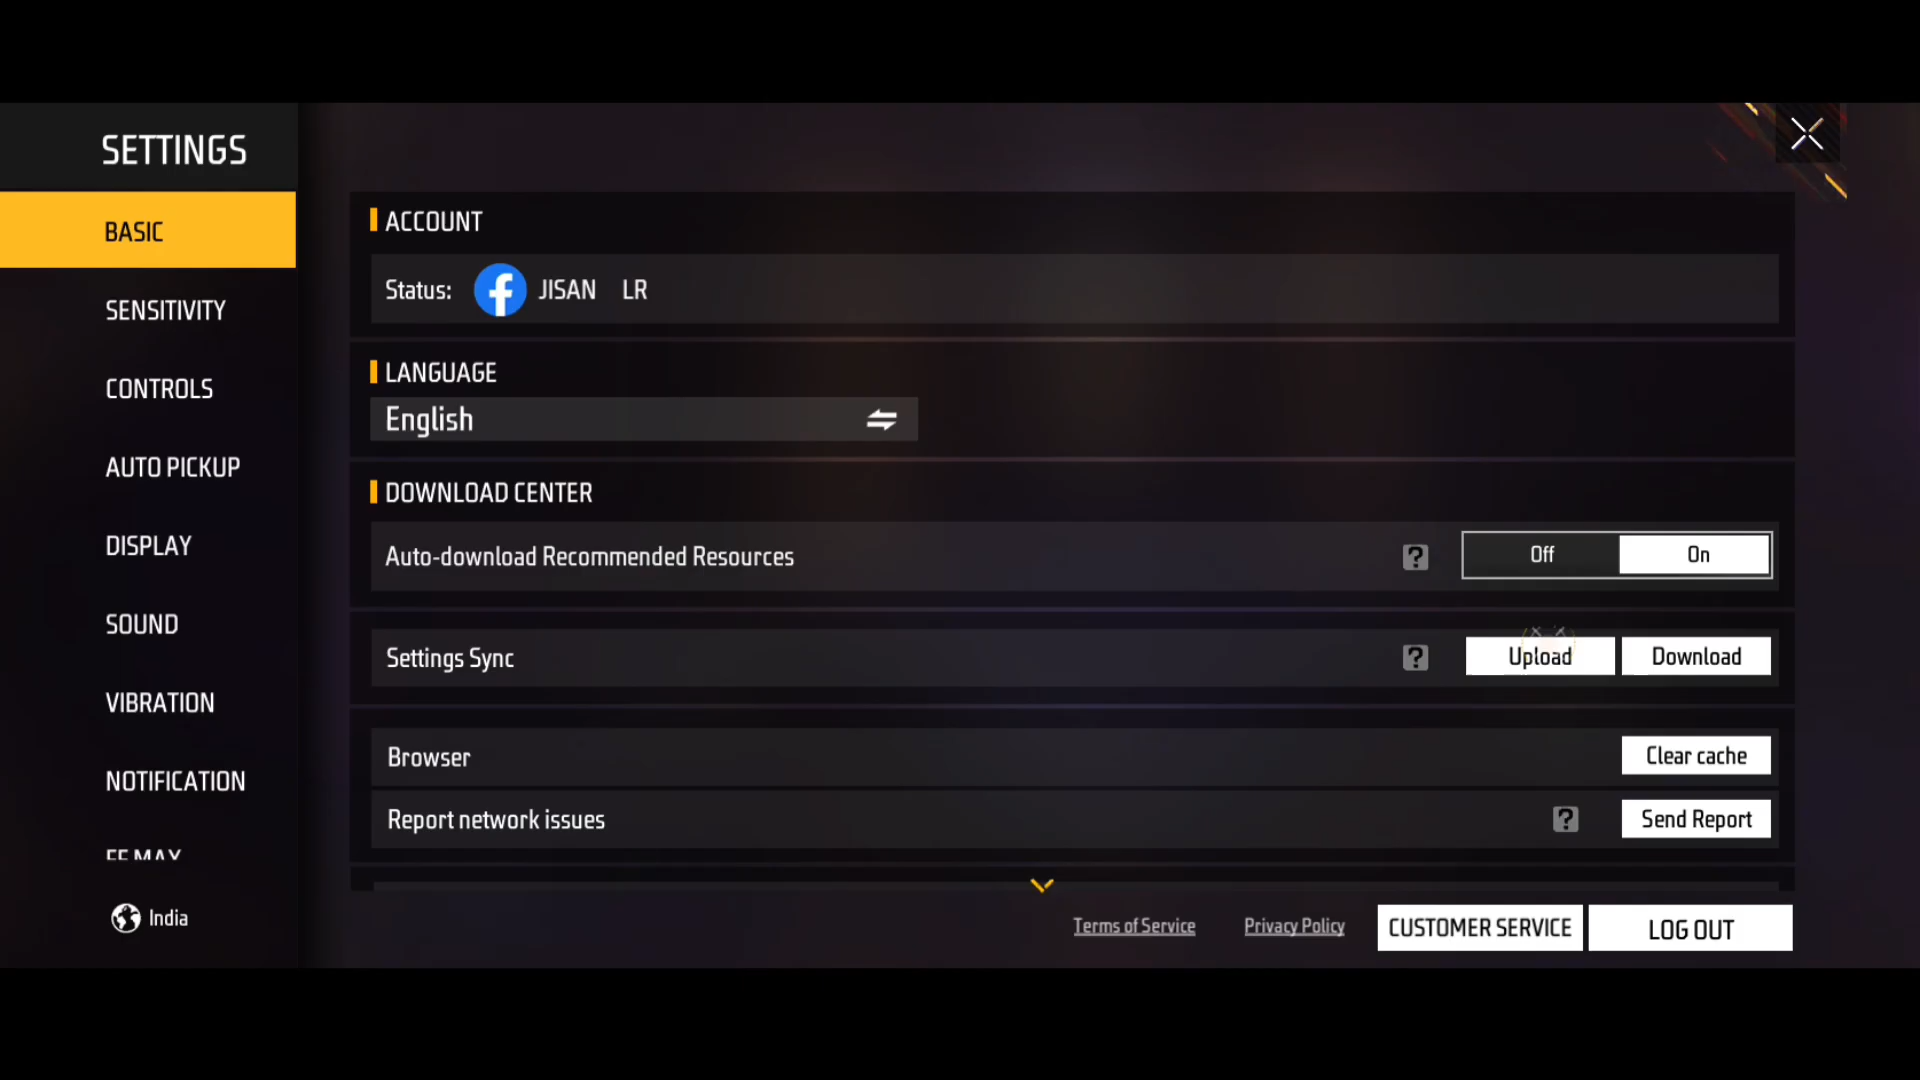 SETTINGS
BASIC
SENSITIVITY
CONTROLS
AUTO PICKUP
DISPLAY
SOUND
VIBRATION
NOTIFICATION
FF MAX
India
ACCOUNT
Status: JISAN LR
LANGUAGE
English
DOWNLOAD CENTER
Auto-download Recommended Resources ? Off On
Settings Sync ? Upload Download
Browser Clear cache
Report network issues ? Send Report
Terms of Service Privacy Policy CUSTOMER SERVICE LOG OUT